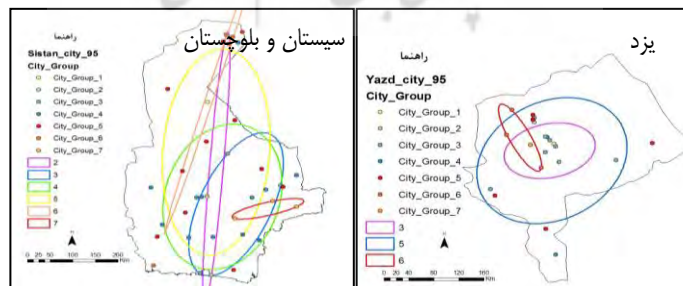 سیستان و بلوچستان
راهنما
Sistan_city_95
City_Group
City_Group_1
City_Group_2
City_Group_3
City_Group_4
City_Group_5
City_Group_6
City_Group_7
2
3
4
5
6
7
0 25 50 100 150 200
Km
یزد
راهنما
Yazd_city_95
City_Group
City_Group_1
City_Group_2
City_Group_3
City_Group_4
City_Group_5
City_Group_6
City_Group_7
3
5
6
0 20 40 80 120 160
Km